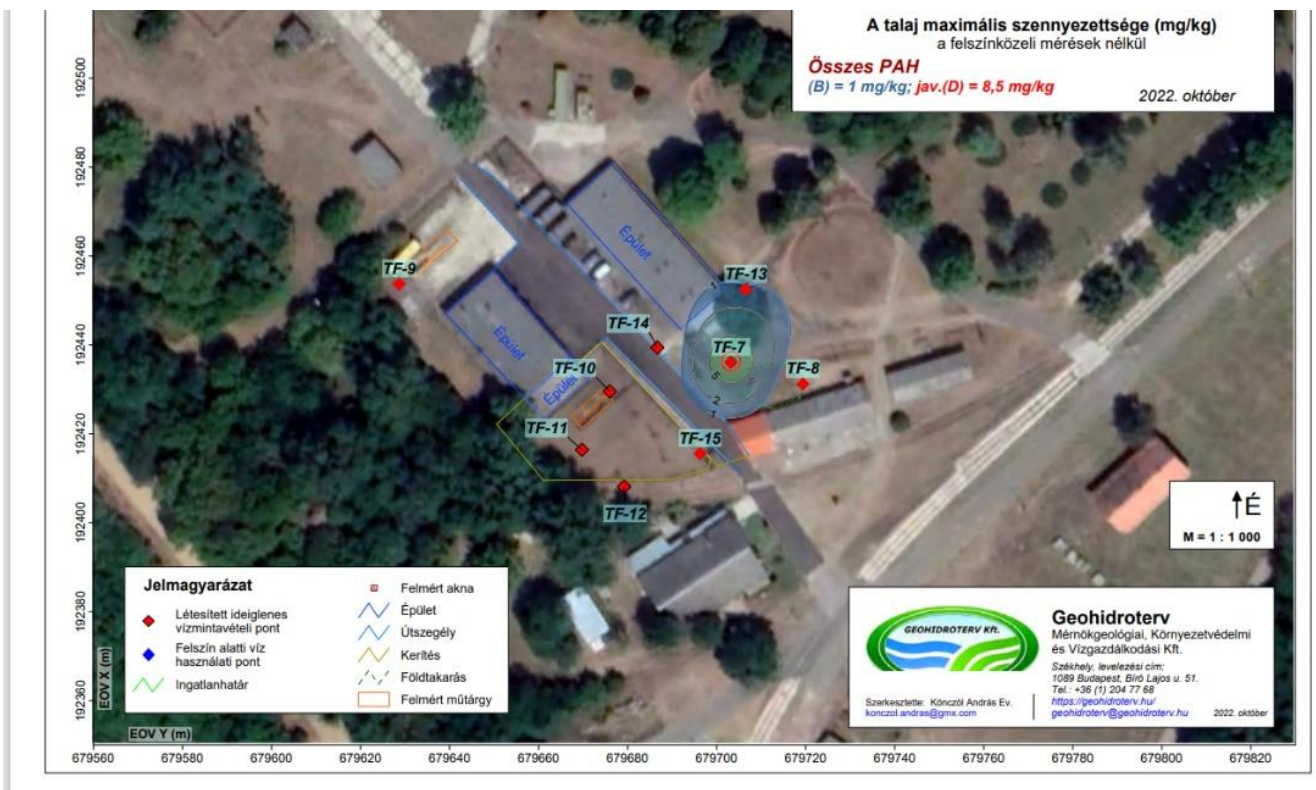 A talaj maximális szennyezettsége (mg/kg)
a felszínközeli mérések nélkül
Összes PAH
(B) = 1 mg/kg; jav.(D) = 8,5 mg/kg
2022. október
192500
192480
192460
192440
192420
192400
192380
192360
EOV X (m)
Épület
TF-9
TF-13
1
TF-14
Épület
TF-7
TF-10
TF-8
5
2
1
Épület
TF-11
TF-15
TF-12
É
M = 1 : 1 000
Jelmagyarázat
Létesített ideiglenes
vízmintavételi pont
Felszín alatti víz
használati pont
Ingatlanhatár
Felmért akna
Épület
Útszegély
Kerítés
Földtakarás
Felmért műtárgy
GEOHIDROTERV Kft.
Szerkesztette: Könczöl András Ev.
konczol.andras@gmx.com
Geohidroterv
Mérnökgeológiai, Környezetvédelmi
és Vízgazdálkodási Kft.
Székhely, levelezési cím:
1089 Budapest, Bíró Lajos u. 51.
Tel.: +36 (1) 204 77 68
https://geohidroterv.hu/
geohidroterv@geohidroterv.hu
2022. október
EOV Y (m)
679560 679580 679600 679620 679640 679660 679680 679700 679720 679740 679760 679780 679800 679820